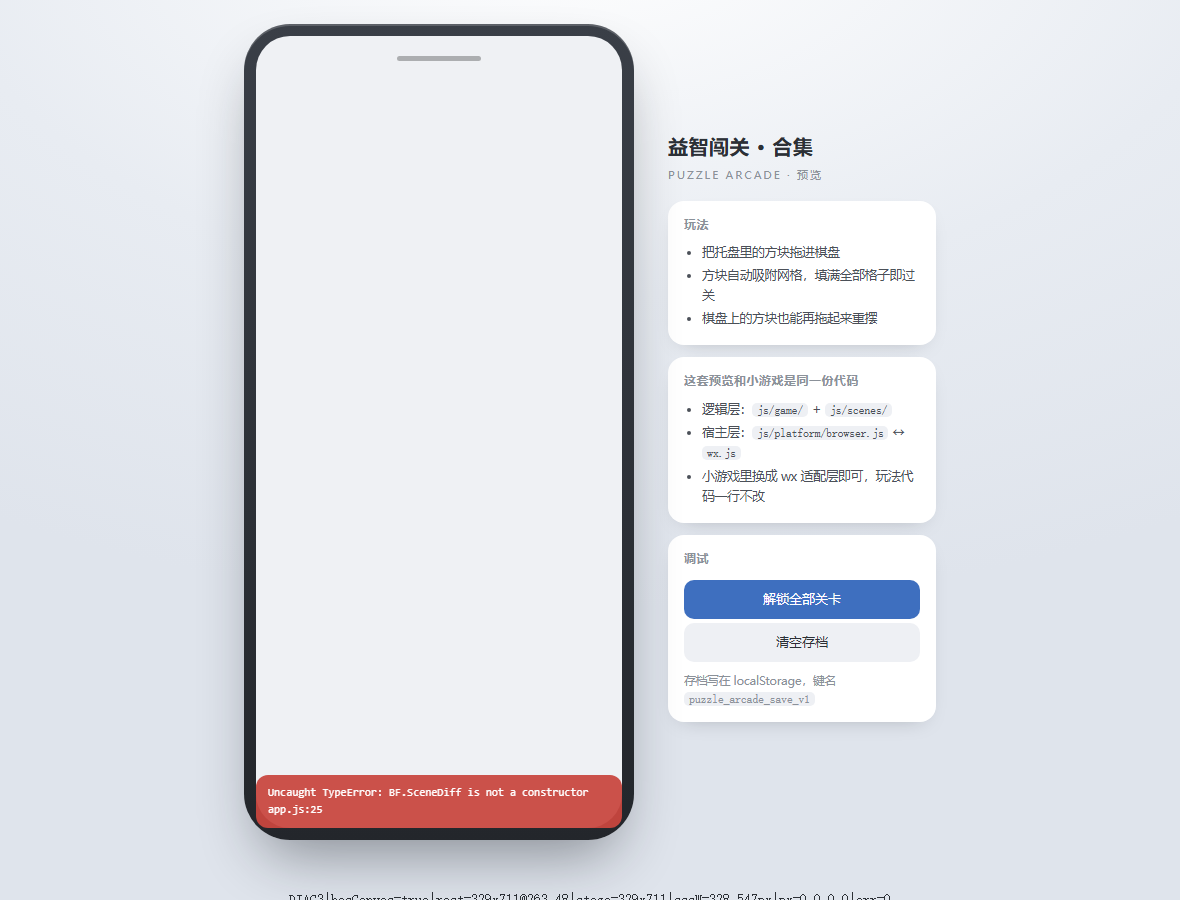 益智闯关 · 合集
PUZZLE ARCADE · 预览
玩法
把托盘里的方块拖进棋盘
方块自动吸附网格，填满全部格子即过
关
棋盘上的方块也能再拖起来重摆
这套预览和小游戏是同一份代码
逻辑层： js/game/ + js/scenes/
宿主层： js/platform/browser.js ↔
wx.js
小游戏里换成 wx 适配层即可，玩法代
码一行不改
调试
解锁全部关卡
清空存档
存档写在 localStorage，键名
puzzle_arcade_save_v1
Uncaught TypeError: BF.SceneDiff is not a constructor
app.js:25